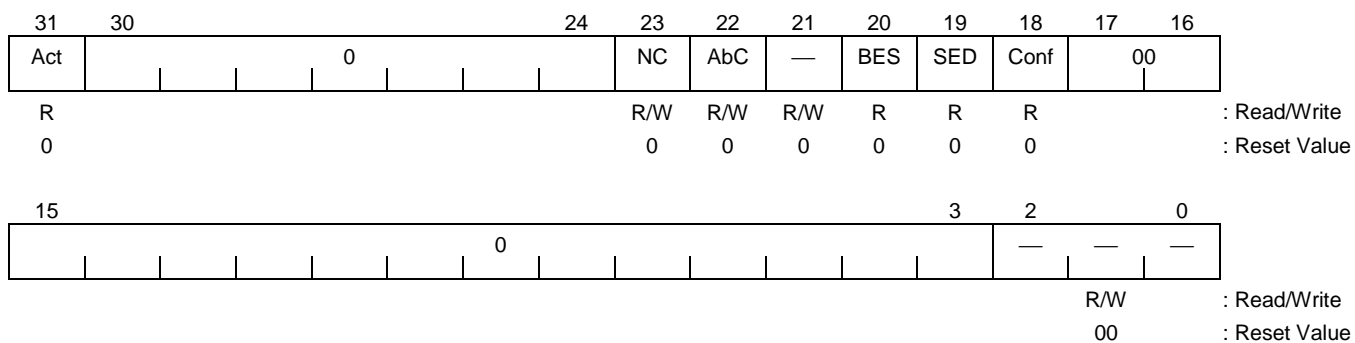 31 30 24 23 22 21 20 19 18 17 16
Act 0 NC AbC — BES SED Conf 00
R R/W R/W R/W R R R : Read/Write
0 0 0 0 0 0 0 : Reset Value
15 3 2 0
0 — — —
R/W : Read/Write
00 : Reset Value